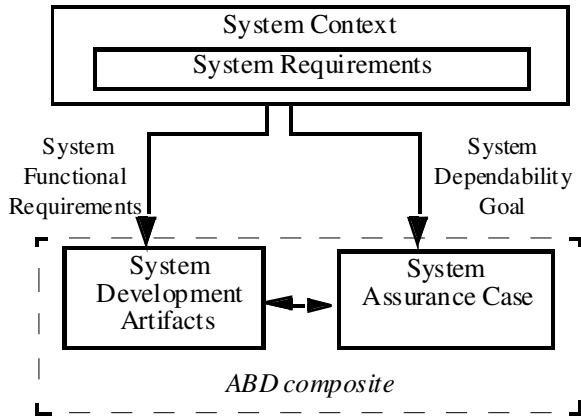 System Context
System Requirements
System
Functional
Requirements
System
Dependability
Goal
System
Development
Artifacts
System
Assurance Case
ABD composite